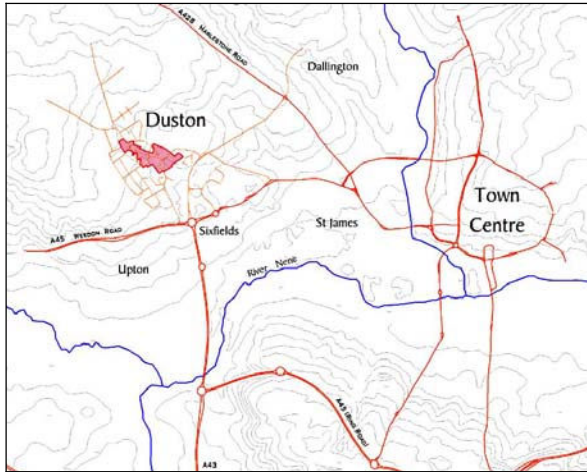 A428 HARLESTONE ROAD
Dallington
Duston
Town
Centre
St James
Sixfields
A45 WEEDON ROAD
Upton
River Nene
A45 (RING ROAD)
A43